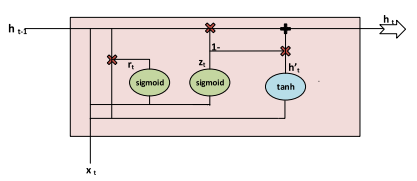 h t
h t-1
1-
r t z t
h' t
sigmoid sigmoid tanh
x t